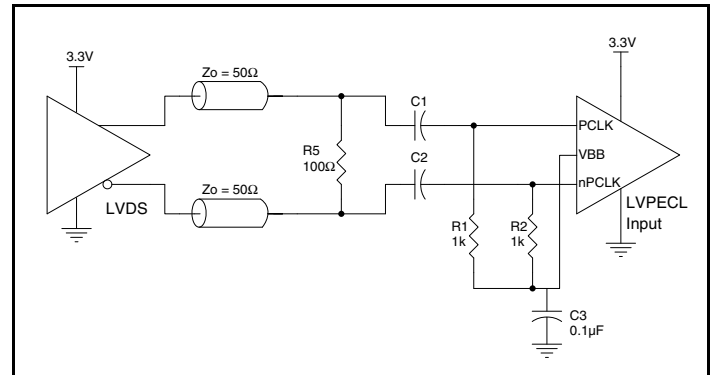 3.3V
Zo = 50Ω
3.3V
C1
PCLK
R5
100Ω
C2
VBB
nPCLK
Zo = 50Ω
LVDS
LVPECL
Input
R1
1k
R2
1k
C3
0.1µF